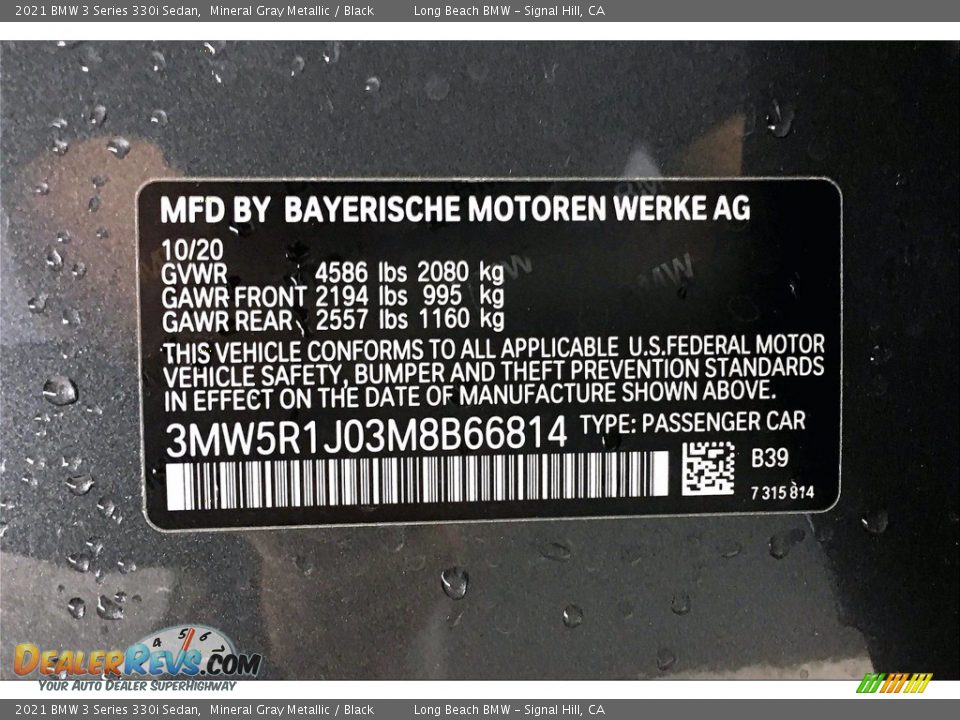 2021 BMW 3 Series 330i Sedan,  Mineral Gray Metallic / Black  Long Beach BMW - Signal Hill, CA
MFD BY BAYERISCHE MOTOREN WERKE AG
10/20
GVWR 4586 lbs 2080 kg
GAWR FRONT 2194 lbs 995 kg
GAWR REAR 2557 lbs 1160 kg
THIS VEHICLE CONFORMS TO ALL APPLICABLE U.S.FEDERAL MOTOR
VEHICLE SAFETY, BUMPER AND THEFT PREVENTION STANDARDS
IN EFFECT ON THE DATE OF MANUFACTURE SHOWN ABOVE.
3MW5R1J03M8B66814 TYPE: PASSENGER CAR
B39
7 315 814
4 5 6
DEALERREVS.COM
YOUR AUTO DEALER SUPERHIGHWAY
2021 BMW 3 Series 330i Sedan,  Mineral Gray Metallic / Black  Long Beach BMW - Signal Hill, CA